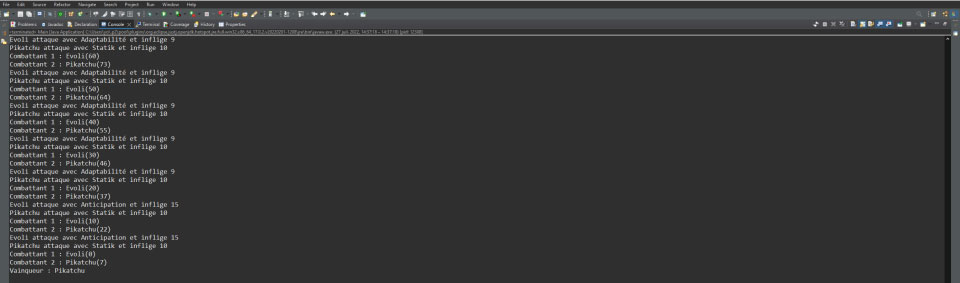 File Edit Source Refactor Navigate Search Project Run Window Help
Problems Javadoc Declaration Console Terminal Coverage History Properties
Evoli attaque avec Adaptabilité et inflige 9
Pikatchu attaque avec Statik et inflige 10
Combattant 1 : Evoli(60)
Combattant 2 : Pikatchu(73)
Evoli attaque avec Adaptabilité et inflige 9
Pikatchu attaque avec Statik et inflige 10
Combattant 1 : Evoli(50)
Combattant 2 : Pikatchu(64)
Evoli attaque avec Adaptabilité et inflige 9
Pikatchu attaque avec Statik et inflige 10
Combattant 1 : Evoli(40)
Combattant 2 : Pikatchu(55)
Evoli attaque avec Adaptabilité et inflige 9
Pikatchu attaque avec Statik et inflige 10
Combattant 1 : Evoli(30)
Combattant 2 : Pikatchu(46)
Evoli attaque avec Adaptabilité et inflige 9
Pikatchu attaque avec Statik et inflige 10
Combattant 1 : Evoli(20)
Combattant 2 : Pikatchu(37)
Evoli attaque avec Anticipation et inflige 15
Pikatchu attaque avec Statik et inflige 10
Combattant 1 : Evoli(10)
Combattant 2 : Pikatchu(22)
Evoli attaque avec Anticipation et inflige 15
Pikatchu attaque avec Statik et inflige 10
Combattant 1 : Evoli(0)
Combattant 2 : Pikatchu(7)
Vainqueur : Pikatchu